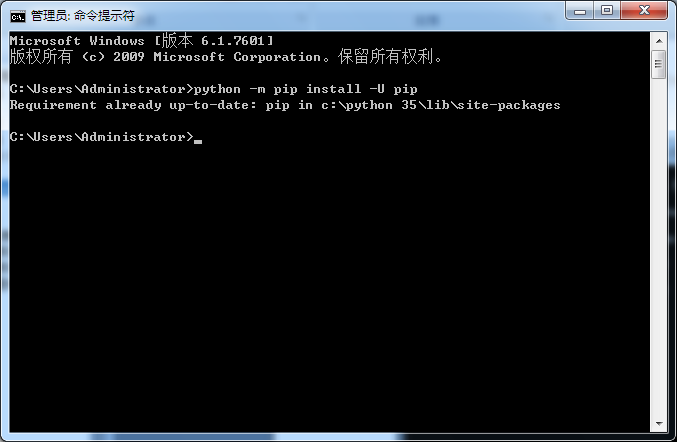 管理员: 命令提示符
Microsoft Windows [版本 6.1.7601]
版权所有 (c) 2009 Microsoft Corporation。保留所有权利。
C:\Users\Administrator>python -m pip install -U pip
Requirement already up-to-date: pip in c:\python 35\lib\site-packages
C:\Users\Administrator>